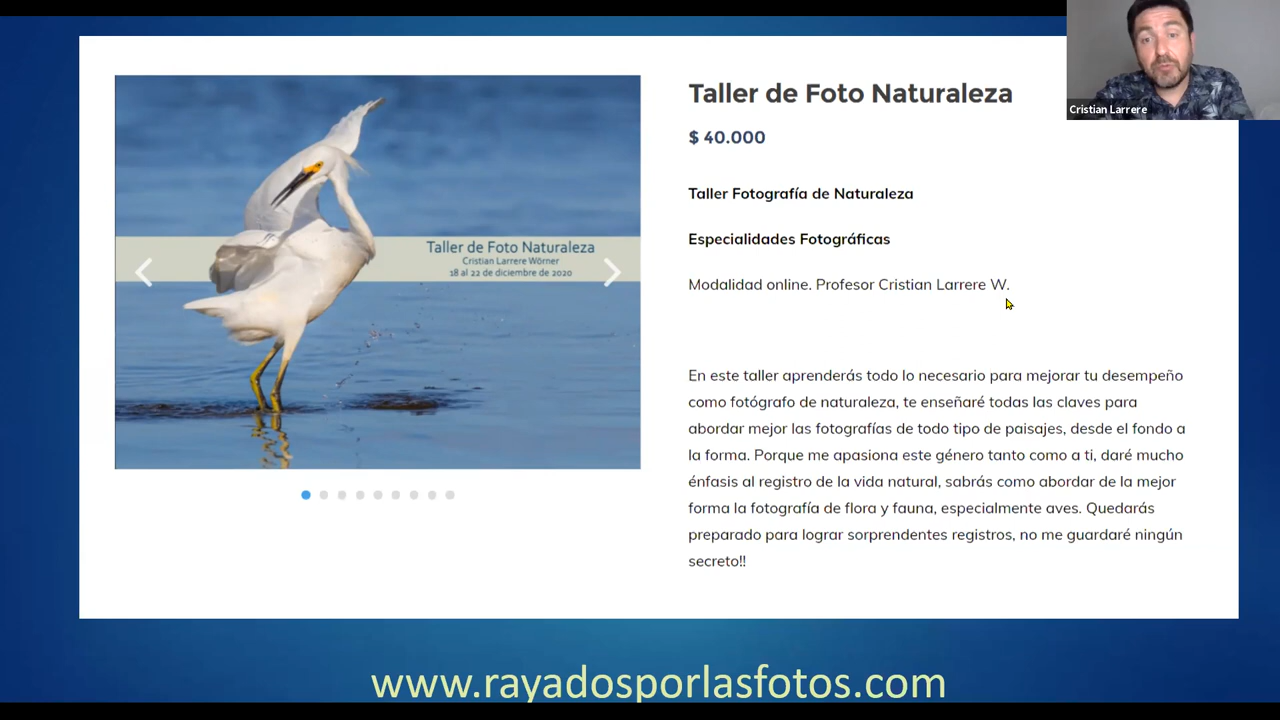 Cristian Larrere
Taller de Foto Naturaleza
Cristian Larrere Wörner
18 al 22 de diciembre de 2020
Taller de Foto Naturaleza
$ 40.000
Taller Fotografía de Naturaleza
Especialidades Fotográficas
Modalidad online. Profesor Cristian Larrere W.
En este taller aprenderás todo lo necesario para mejorar tu desempeño
como fotógrafo de naturaleza, te enseñaré todas las claves para
abordar mejor las fotografías de todo tipo de paisajes, desde el fondo a
la forma. Porque me apasiona este género tanto como a ti, daré mucho
énfasis al registro de la vida natural, sabrás como abordar de la mejor
forma la fotografía de flora y fauna, especialmente aves. Quedarás
preparado para lograr sorprendentes registros, no me guardaré ningún
secreto!!
www.rayadosporlasfotos.com